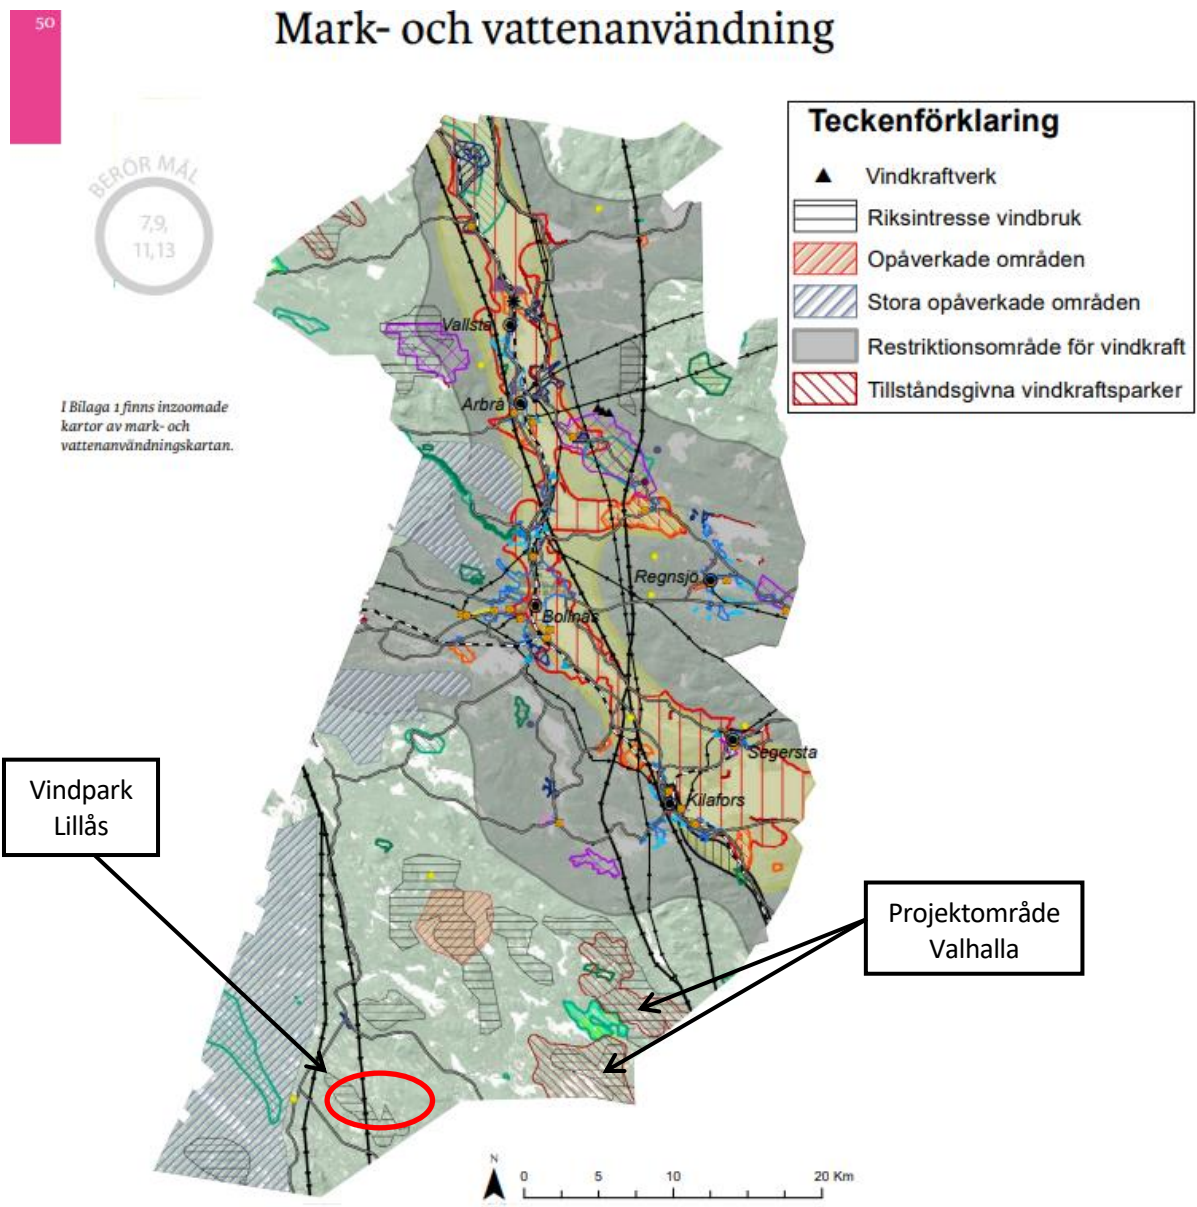 50
Mark- och vattenanvändning
BERÖR MÅL
7,9,
11,13
Teckenförklaring
Vindkraftverk
Riksintresse vindbruk
Opåverkade områden
Stora opåverkade områden
Restriktionsområde för vindkraft
Tillståndsgivna vindkraftsparker
I Bilaga 1 finns inzoomade
kartor av mark- och
vattenanvändningskartan.
Vallsta
Arbrå
Regnsjö
Bollnäs
Segersta
Kilafors
Vindpark
Lillås
Projektområde
Valhalla
N
0 5 10 20 Km